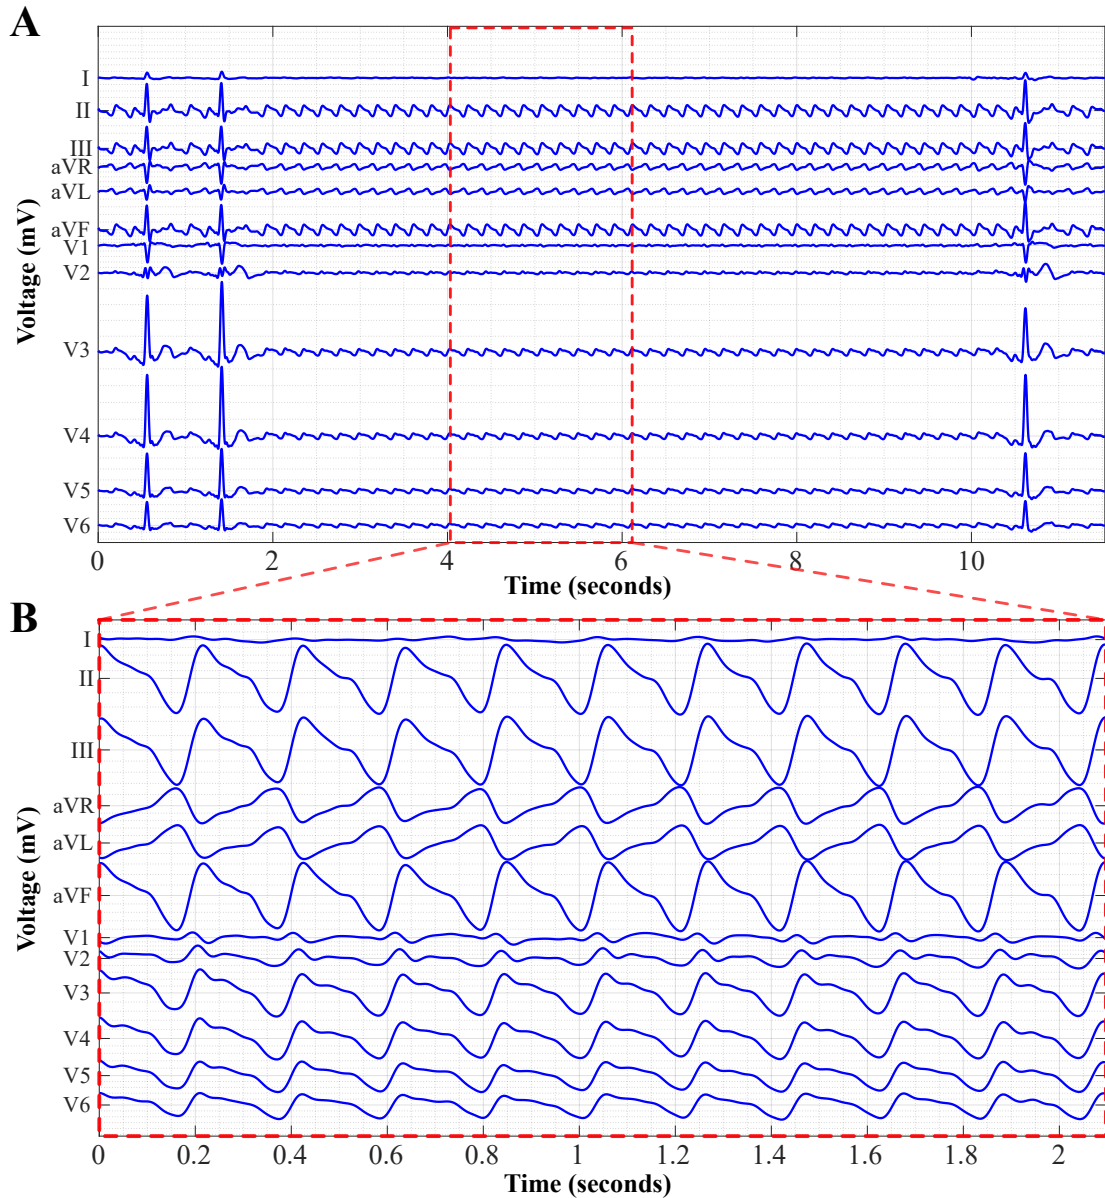 A
I
II
III
aVR
aVL
aVF
V1
V2
V3
V4
V5
V6
Voltage (mV)
0 2 4 6 8 10
Time (seconds)
B
I
II
III
aVR
aVL
aVF
V1
V2
V3
V4
V5
V6
Voltage (mV)
0 0.2 0.4 0.6 0.8 1 1.2 1.4 1.6 1.8 2
Time (seconds)